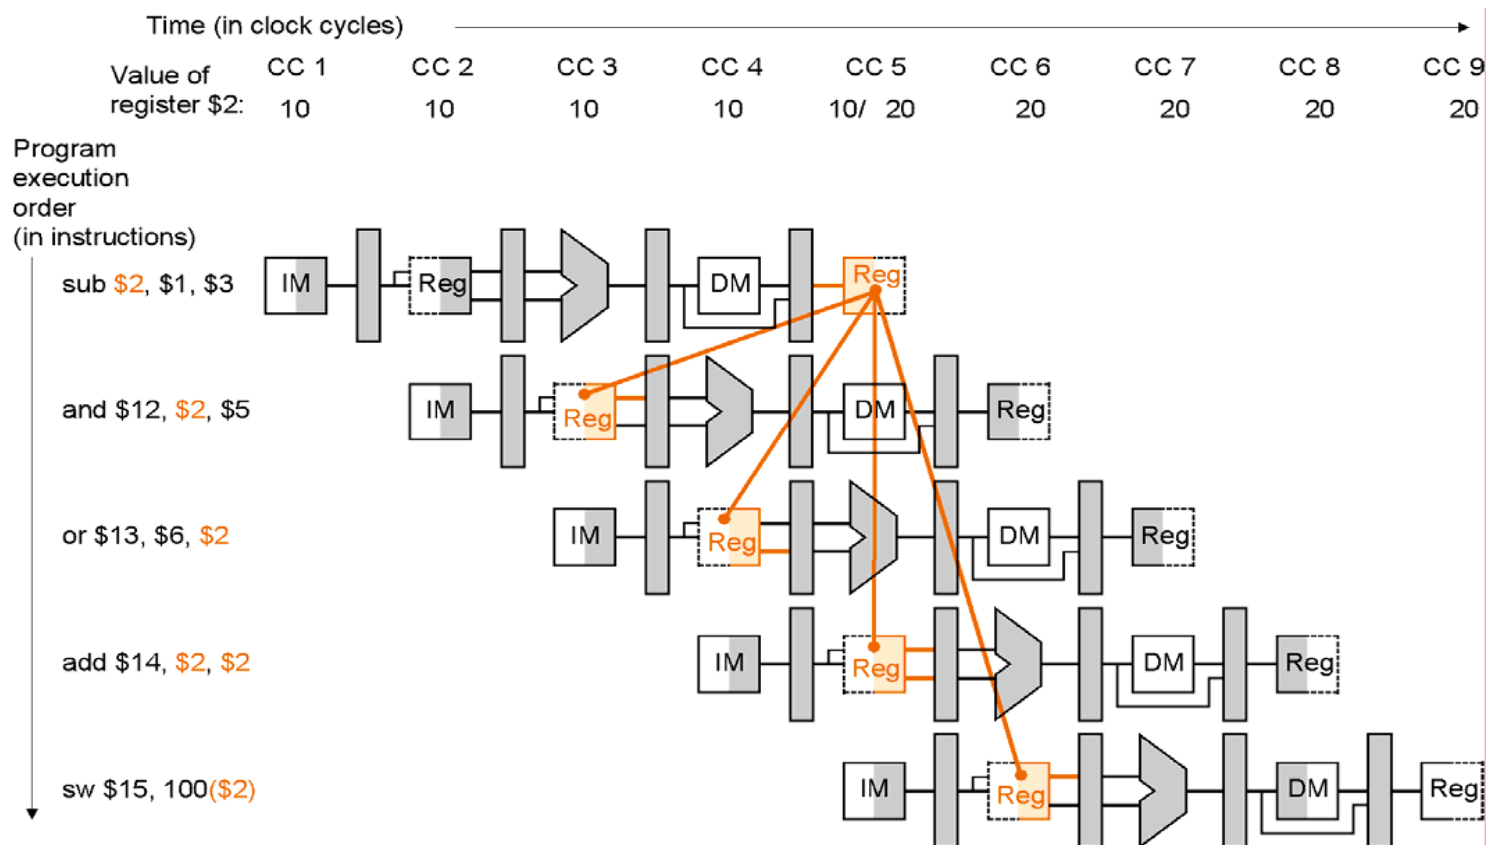 Time (in clock cycles)
Value of register $2:
CC 1 CC 2 CC 3 CC 4 CC 5 CC 6 CC 7 CC 8 CC 9
10 10 10 10 10/ 20 20 20 20 20
Program
execution
order
(in instructions)
sub $2, $1, $3
IM Reg DM Reg
and $12, $2, $5
IM Reg DM Reg
or $13, $6, $2
IM Reg DM Reg
add $14, $2, $2
IM Reg DM Reg
sw $15, 100($2)
IM Reg DM Reg